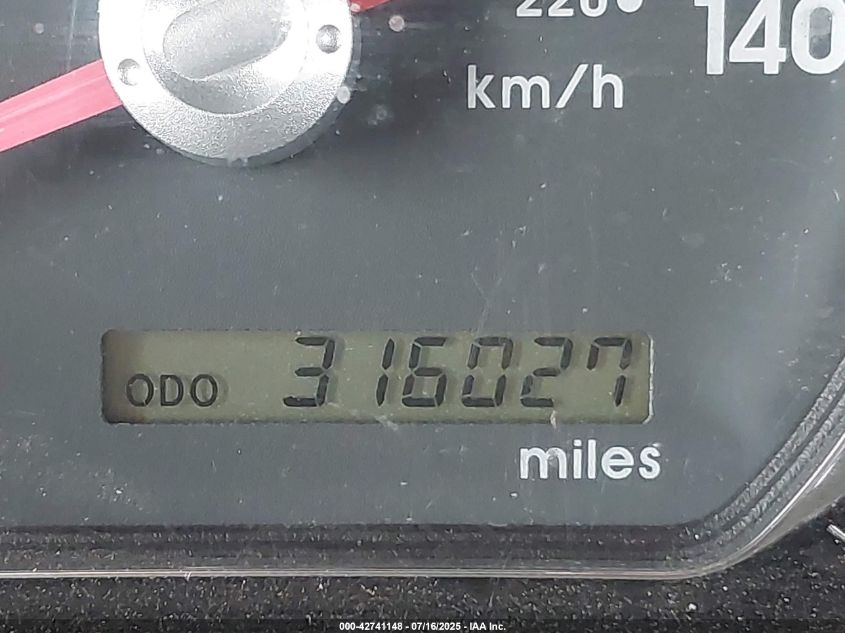 220
140
km/h
ODO 316027
miles
000-42741148 - 07/16/2025 - IAA Inc.